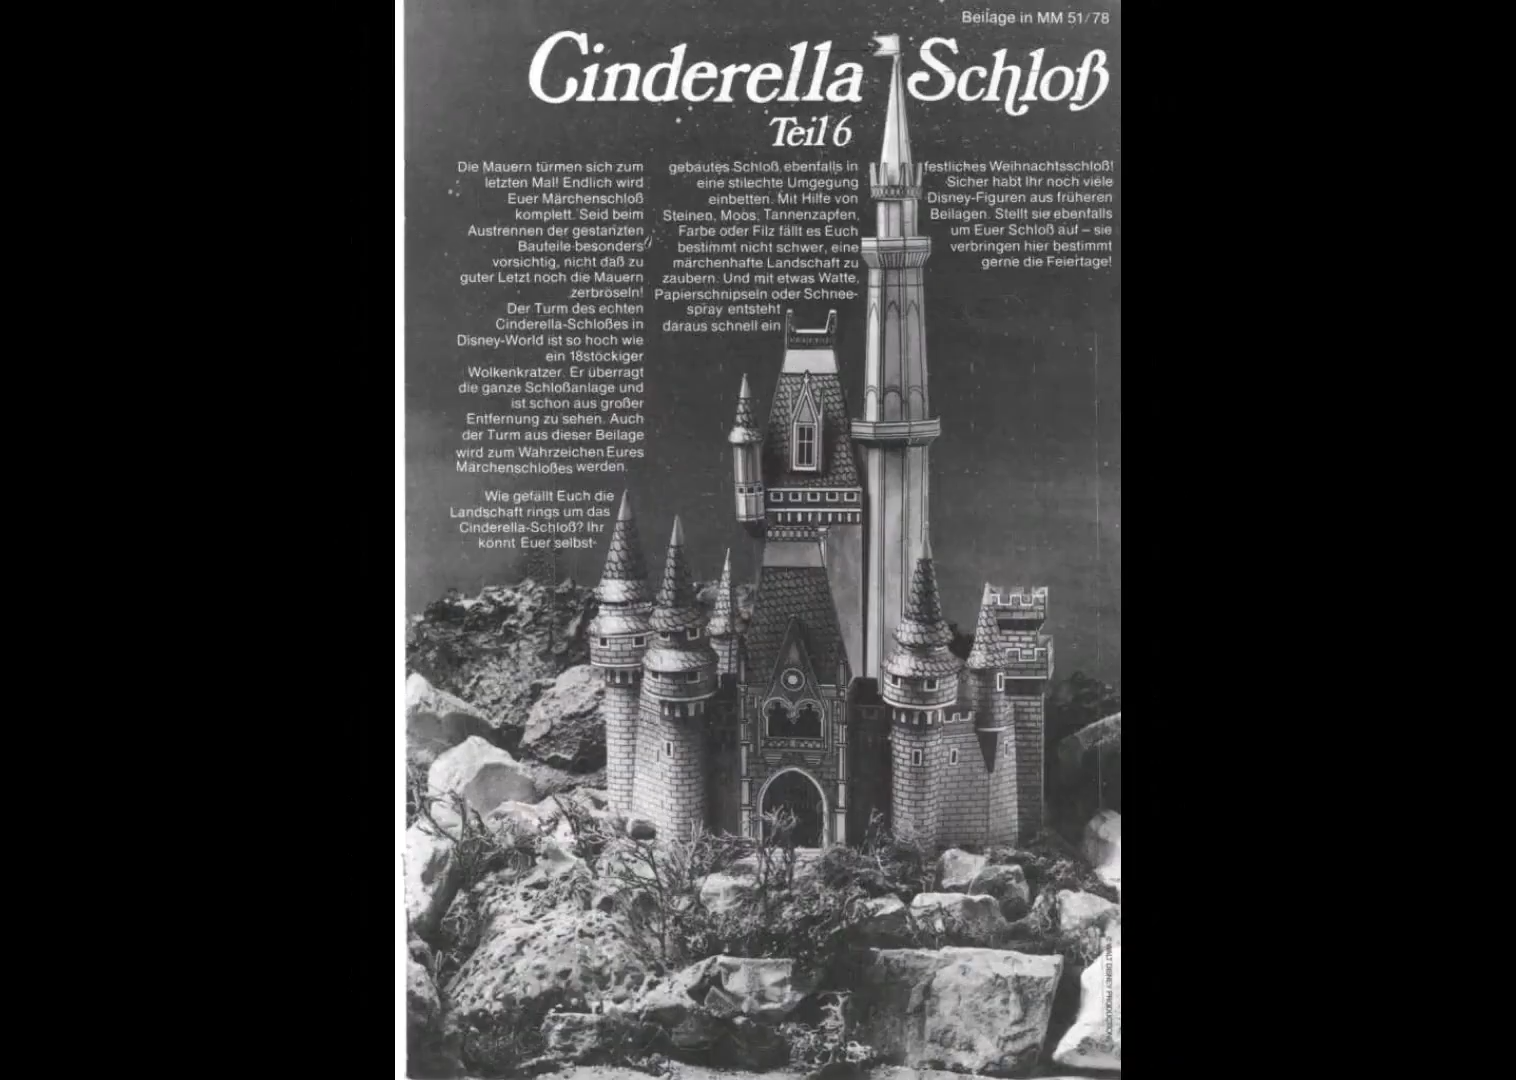 Beilage in MM 51/78
Cinderella Schloß
Teil 6
Die Mauern türmen sich zum
letzten Mal! Endlich wird
Euer Märchenschloß
komplett. Seid beim
Austrennen der gestanzten
Bauteile besonders
vorsichtig, nicht daß zu
guter Letzt noch die Mauern
zerbröseln!
Der Turm des echten
Cinderella-Schloßes in
Disney-World ist so hoch wie
ein 18stöckiger
Wolkenkratzer. Er überragt
die ganze Schloßanlage und
ist schon aus großer
Entfernung zu sehen. Auch
der Turm aus dieser Beilage
wird zum Wahrzeichen Eures
Märchenschloßes werden.
Wie gefällt Euch die
Landschaft rings um das
Cinderella-Schloß? Ihr
könnt Euer selbst-
gebautes Schloß ebenfalls in
eine stilechte Umgegung
einbetten. Mit Hilfe von
Steinen, Moos, Tannenzapfen,
Farbe oder Filz fällt es Euch
bestimmt nicht schwer, eine
märchenhafte Landschaft zu
zaubern. Und mit etwas Watte,
Papierschnipseln oder Schnee-
spray entsteht
daraus schnell ein
festliches Weihnachtsschloß!
Sicher habt Ihr noch viele
Disney-Figuren aus früheren
Beilagen. Stellt sie ebenfalls
um Euer Schloß auf – sie
verbringen hier bestimmt
gerne die Feiertage!
© WALT DISNEY PRODUCTIONS